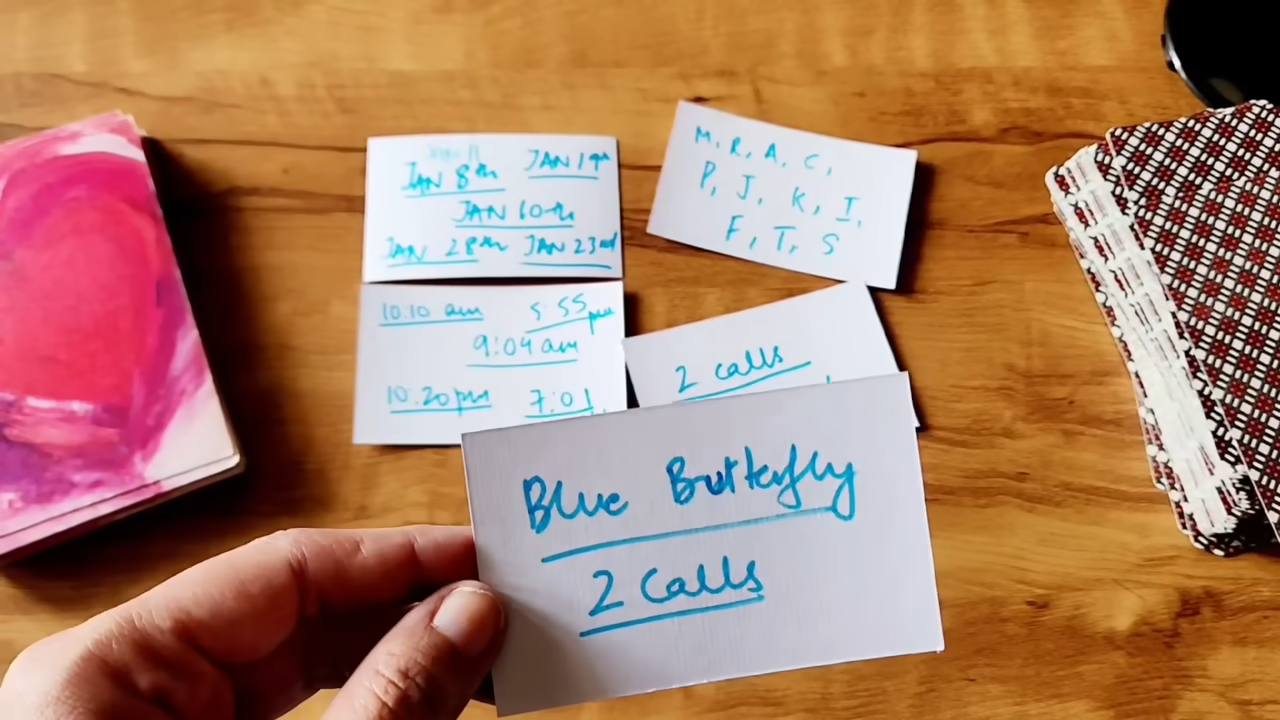 JAN 8th JAN 19th
JAN 10th
JAN 28th JAN 23rd
M, R, A, C,
P, J, K, I,
F, T, S
10:10 am 5:55 pm
9:04 am
10:20 pm 7:01
2 calls
Blue Butterfly
2 Calls